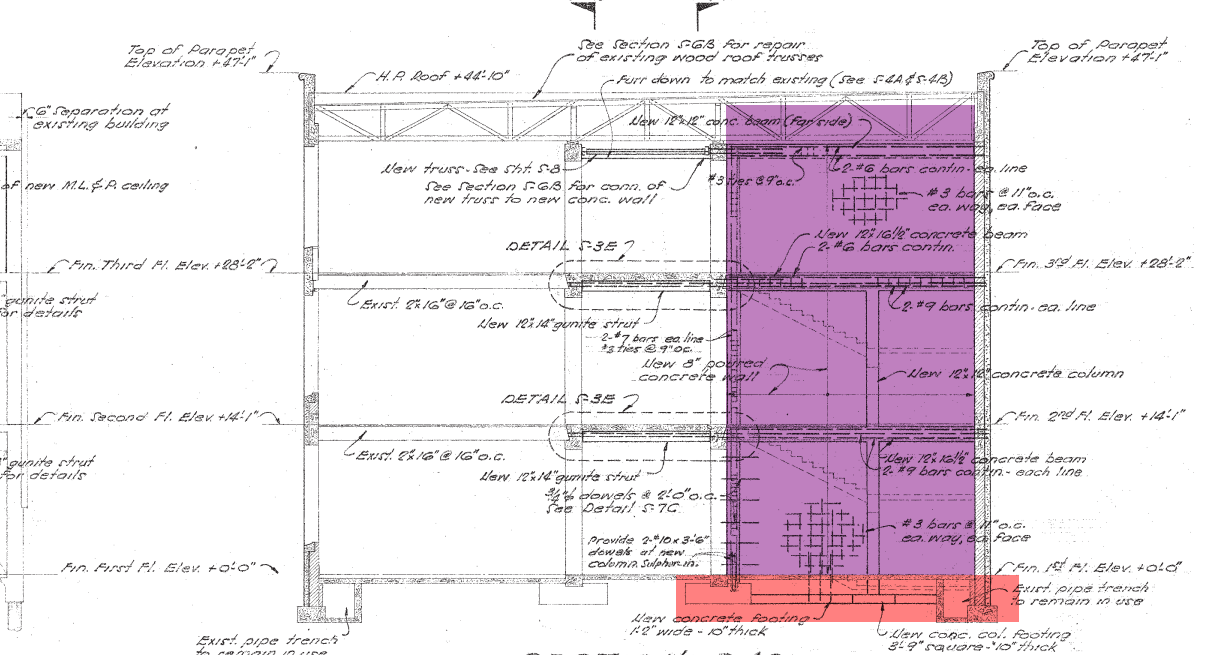 Top of Parapet
Elevation +47'-1"
See Section S-6B for repair
of existing wood roof trusses
Top of Parapet
Elevation +47'-1"
H.P. Roof +44'-10"
Furr down to match existing (See S-4A & S-4B)
6" Separation at
existing building
New 12"x12" conc. beam (far side)
New truss - See Sht. S-8
2-#6 bars contin - ea. line
of new M.L. & P. ceiling
See Section S-6B for conn. of
new truss to new conc. wall
#3 ties @ 9" o.c.
#3 bars @ 11" o.c.
ea. way, ea. face
New 12"x16½" concrete beam
2-#6 bars contin.
DETAIL S-3E
Fin. Third Fl. Elev. +28'-2"
Fin. 3rd Fl. Elev. +28'-2"
gunite strut
for details
Exist. 2"x16" @ 16" o.c.
2-#9 bars contin - ea. line
New 12"x14" gunite strut
2-#7 bars ea. line
#3 ties @ 9" o.c.
New 8" poured
concrete wall
New 12"x12" concrete column
DETAIL S-3E
Fin. Second Fl. Elev. +14'-1"
Fin. 2nd Fl. Elev. +14'-1"
gunite strut
for details
Exist. 2"x16" @ 16" o.c.
New 12"x16½" concrete beam
2-#9 bars contin - each line
New 12"x14" gunite strut
¾"φ dowels @ 2'-0" o.c.
See Detail S-7C
#3 bars @ 11" o.c.
ea. way, ea. face
Provide 2-#10x3'-6"
dowels at new
column. Sulphur in.
Fin. First Fl. Elev. +0'-0"
Fin. 1st Fl. Elev. +0'-0"
Exist. pipe trench
to remain in use
New concrete footing
1'-2" wide - 10" thick
New conc. col. footing
3'-9" square - 10" thick
Exist. pipe trench
to remain in use